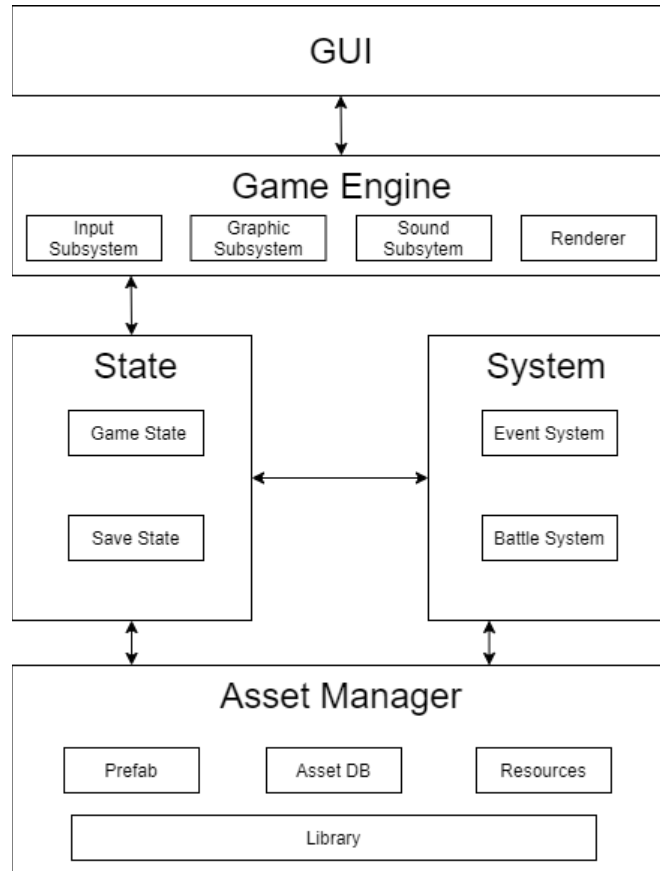 GUI
Game Engine
Input
Subsystem
Graphic
Subsystem
Sound
Subsytem
Renderer
State
System
Game State
Event System
Save State
Battle System
Asset Manager
Prefab
Asset DB
Resources
Library